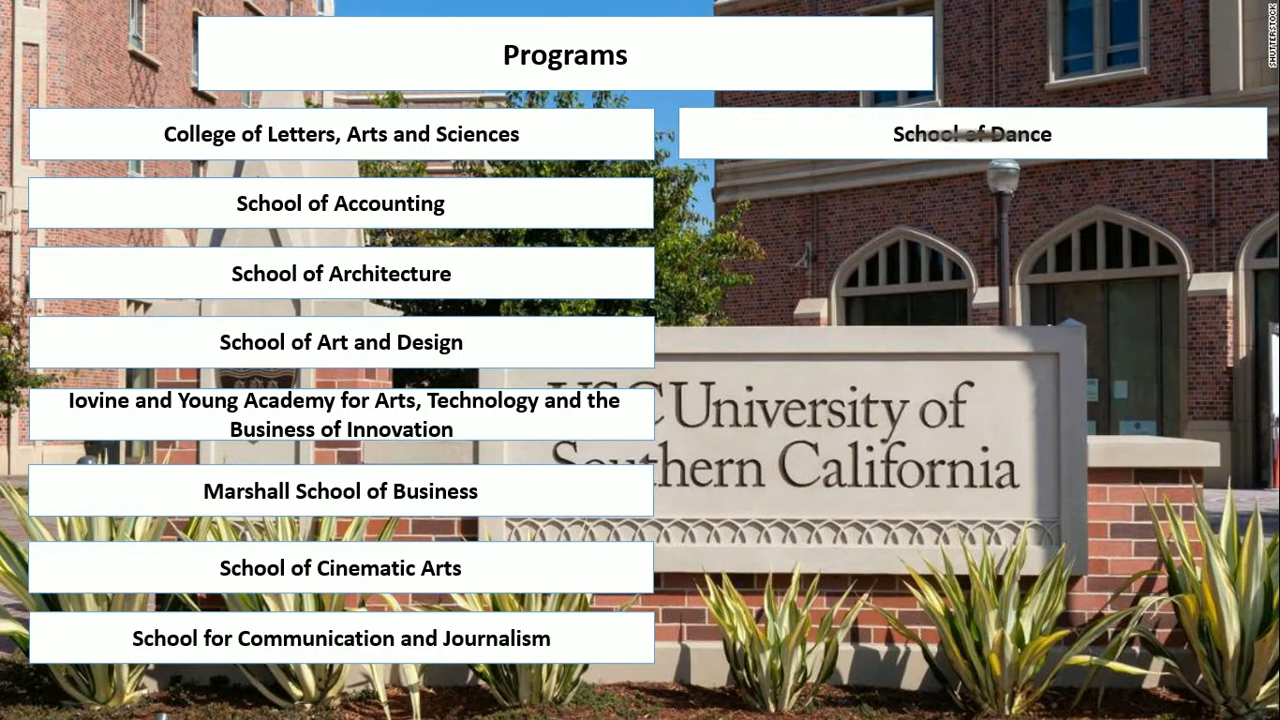 Programs
College of Letters, Arts and Sciences
School of Dance
School of Accounting
School of Architecture
School of Art and Design
Iovine and Young Academy for Arts, Technology and the
Business of Innovation
Marshall School of Business
School of Cinematic Arts
School for Communication and Journalism
University of
Southern California
SHUTTERSTOCK